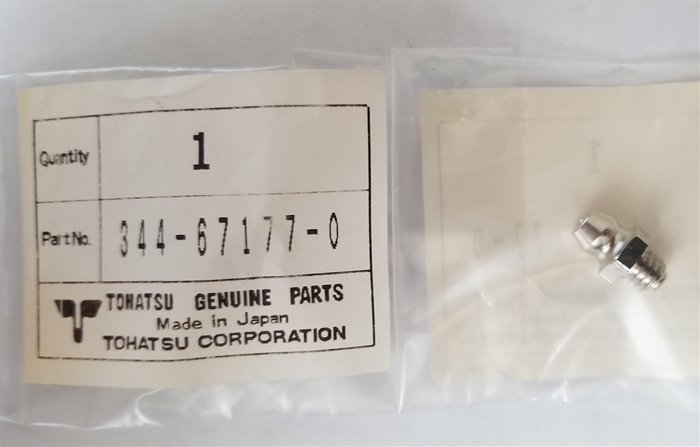 Quantity 1
Part No. 344-67177-0
TOHATSU GENUINE PARTS
Made in Japan
TOHATSU CORPORATION